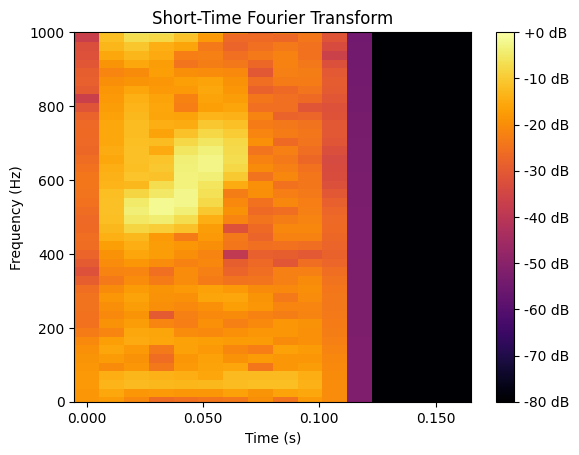 Short-Time Fourier Transform
1000
800
600
400
200
0
Frequency (Hz)
0.000
0.050
0.100
0.150
Time (s)
+0 dB
-10 dB
-20 dB
-30 dB
-40 dB
-50 dB
-60 dB
-70 dB
-80 dB